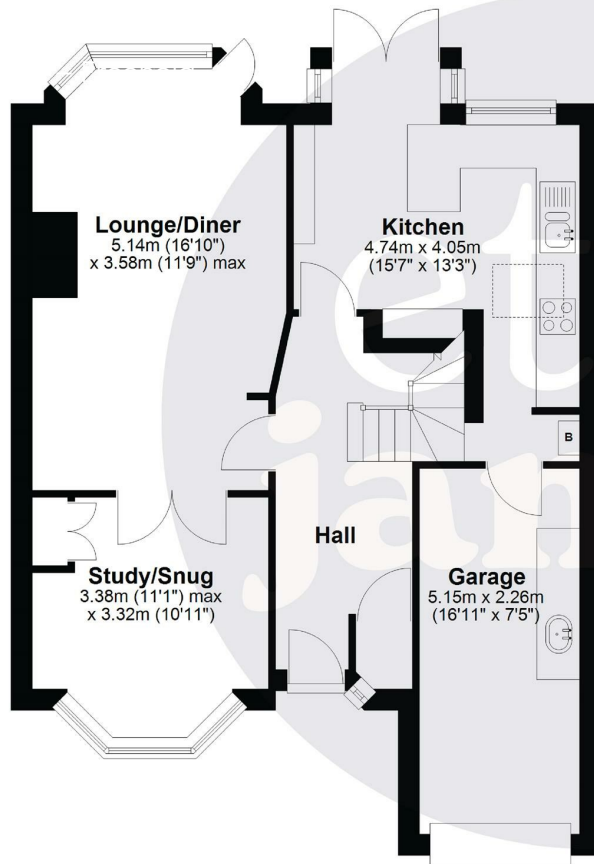 Lounge/Diner
5.14m (16'10")
x 3.58m (11'9") max
Kitchen
4.74m x 4.05m
(15'7" x 13'3")
B
Hall
Study/Snug
3.38m (11'1") max
x 3.32m (10'11")
Garage
5.15m x 2.26m
(16'11" x 7'5")
et
jam